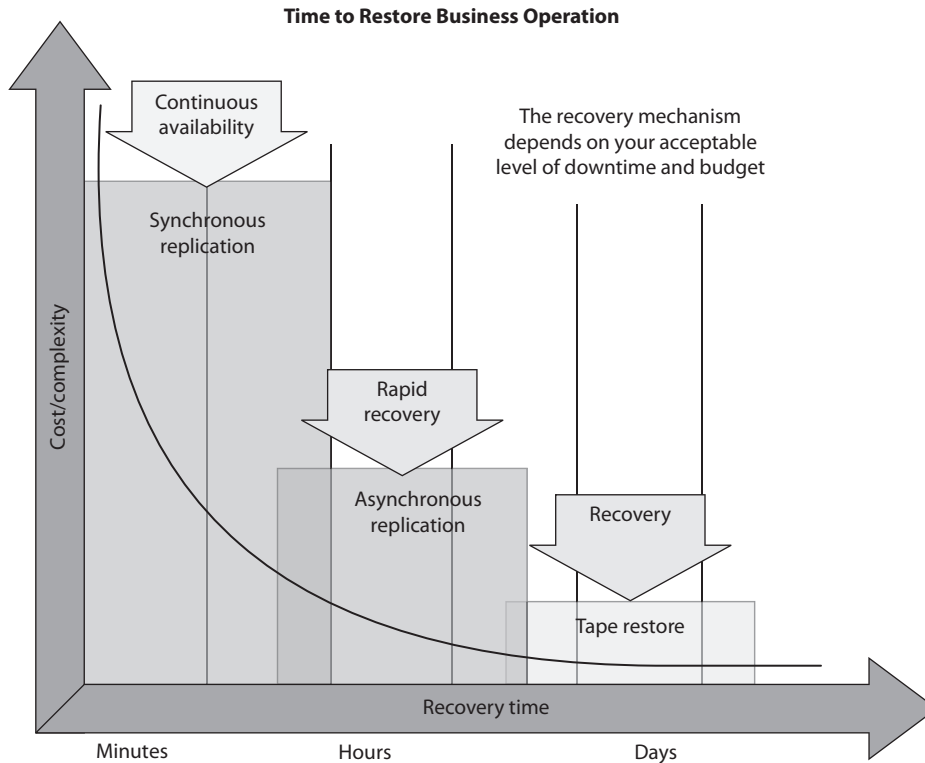 Time to Restore Business Operation
Continuous
availability
The recovery mechanism
depends on your acceptable
level of downtime and budget
Synchronous
replication
Cost/complexity
Rapid
recovery
Asynchronous
replication
Recovery
Tape restore
Recovery time
Minutes
Hours
Days